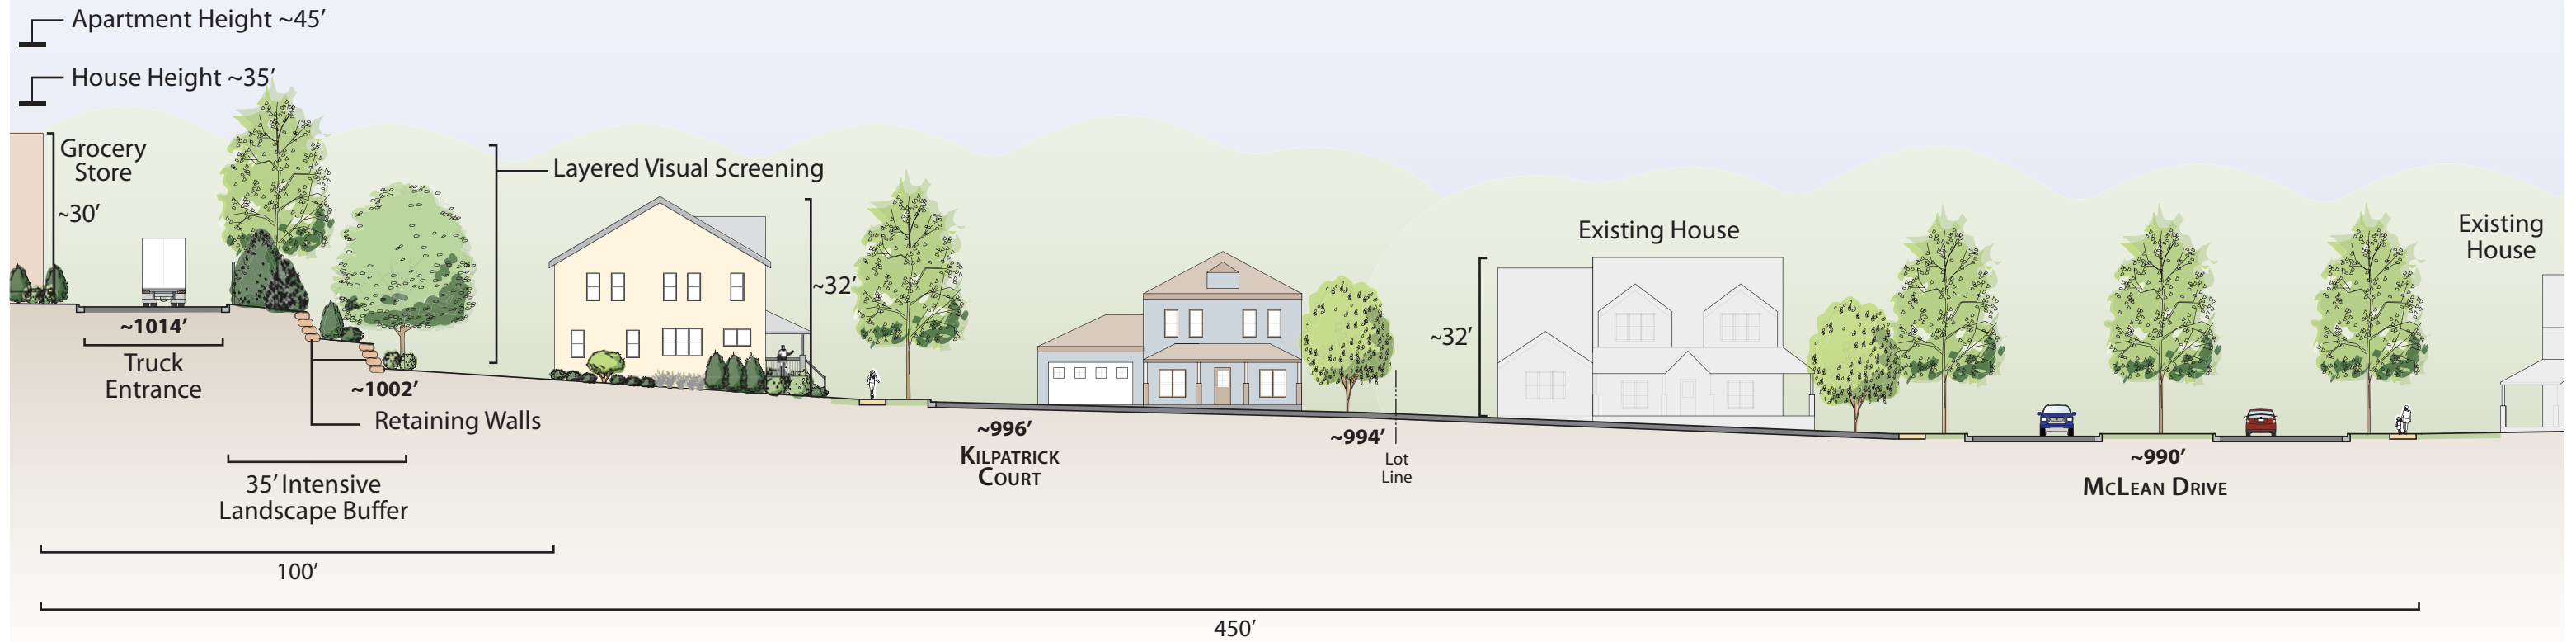 Apartment Height ~45’
House Height ~35’
Grocery
Store
~30’
Layered Visual Screening
~32’
Existing House
~32’
Existing
House
~1014’
Truck
Entrance
~1002’
Retaining Walls
35’ Intensive
Landscape Buffer
~996’
Kilpatrick
Court
~994’
Lot
Line
~990’
McLean Drive
100’
450’